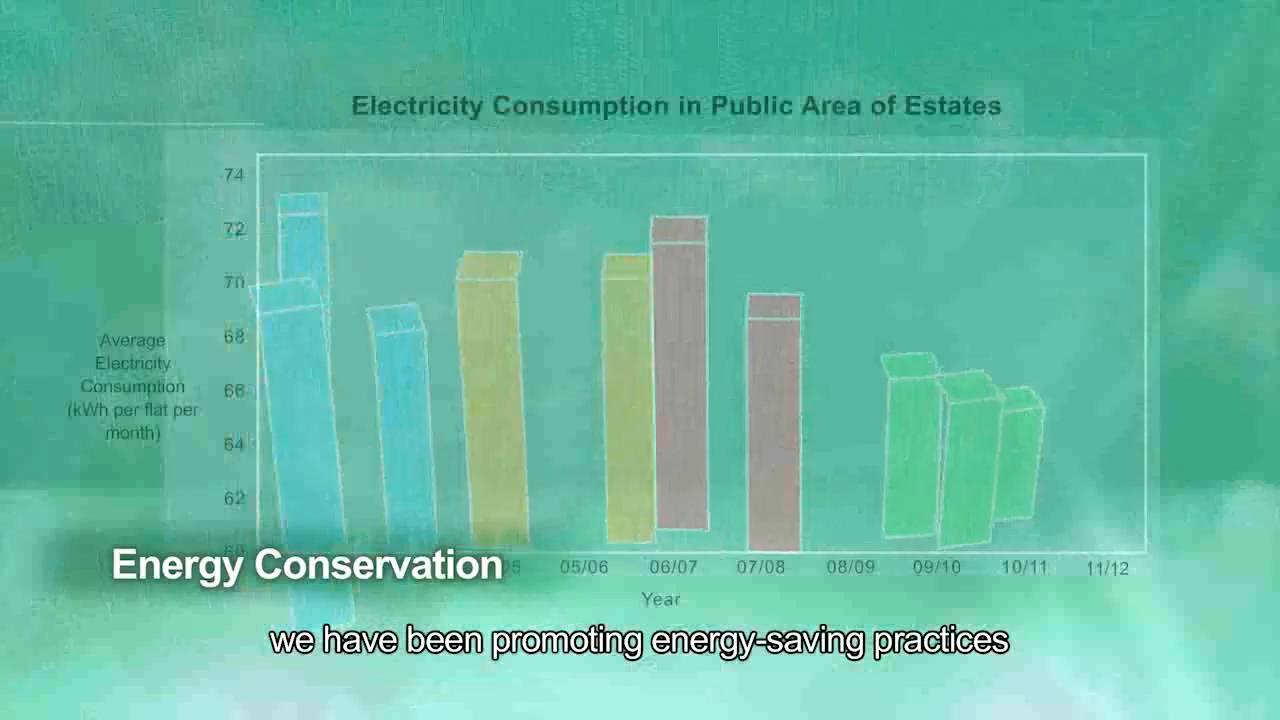 Electricity Consumption in Public Area of Estates
74
72
70
68
66
64
62
Average
Electricity
Consumption
(kWh per flat per
month)
05/06 06/07 07/08 08/09 09/10 10/11 11/12
Year
Energy Conservation
we have been promoting energy-saving practices